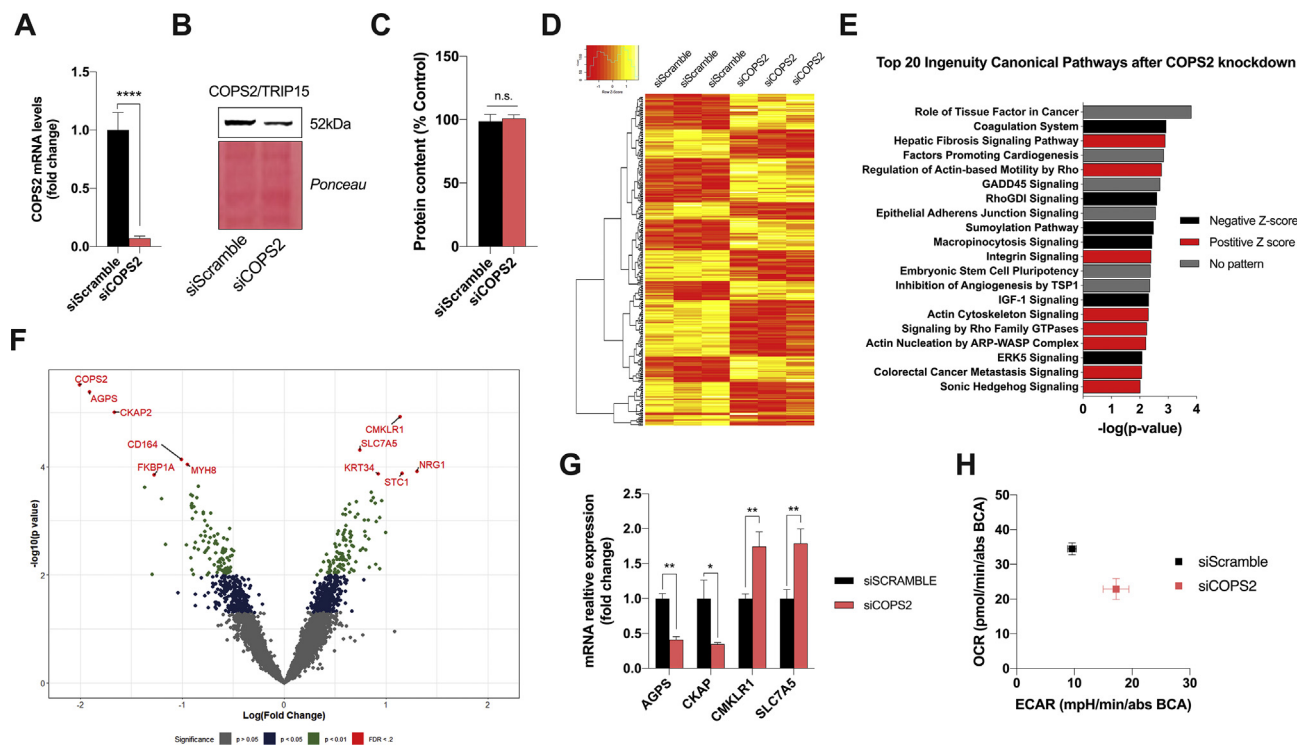 A
COPS2 mRNA levels
(fold change)
1.5
1.0
0.5
0.0
****
siScramble
siCOPS2
B
COPS2/TRIP15
52kDa
Ponceau
siScramble
siCOPS2
C
Protein content (% Control)
150
100
50
0
n.s.
siScramble
siCOPS2
D
Row Z-Score
siScramble
siScramble
siScramble
siCOPS2
siCOPS2
siCOPS2
E
Top 20 Ingenuity Canonical Pathways after COPS2 knockdown
Role of Tissue Factor in Cancer
Coagulation System
Hepatic Fibrosis Signaling Pathway
Factors Promoting Cardiogenesis
Regulation of Actin-based Motility by Rho
GADD45 Signaling
RhoGDI Signaling
Epithelial Adherens Junction Signaling
Sumoylation Pathway
Macropinocytosis Signaling
Integrin Signaling
Embryonic Stem Cell Pluripotency
Inhibition of Angiogenesis by TSP1
IGF-1 Signaling
Actin Cytoskeleton Signaling
Signaling by Rho Family GTPases
Actin Nucleation by ARP-WASP Complex
ERK5 Signaling
Colorectal Cancer Metastasis Signaling
Sonic Hedgehog Signaling
0 1 2 3 4
-log(p-value)
Negative Z-score
Postitive Z score
No pattern
F
COPS2
AGPS
CKAP2
CD164
FKBP1A
MYH8
CMKLR1
SLC7A5
KRT34
STC1
NRG1
-log10(p value)
4
2
0
-2 -1 0 1 2
Log(Fold Change)
Significance p > 0.05 p < 0.05 p < 0.01 FDR < .2
G
mRNA realtive expression
(fold change)
2.5
2.0
1.5
1.0
0.5
0.0
** * ** **
AGPS
CKAP
CMKLR1
SLC7A5
siSCRAMBLE
siCOPS2
H
OCR (pmol/min/abs BCA)
50
40
30
20
10
0
0 10 20 30
ECAR (mpH/min/abs BCA)
siScramble
siCOPS2